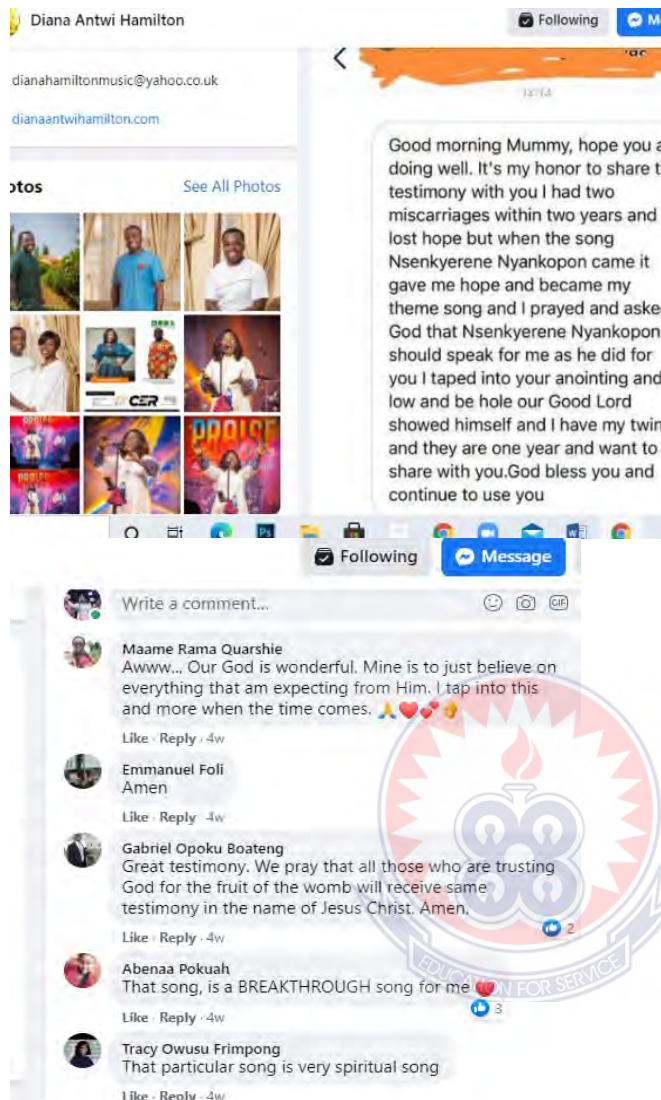 Diana Antwi Hamilton
Following
dianahamiltonmusic@yahoo.co.uk
dianaantwihamilton.com
otos
See All Photos
PRAISE
Good morning Mummy, hope you a
doing well. It's my honor to share t
testimony with you I had two
miscarriages within two years and
lost hope but when the song
Nsenkyerene Nyankopon came it
gave me hope and became my
theme song and I prayed and aske
God that Nsenkyerene Nyankopon
should speak for me as he did for
you I taped into your anointing and
low and be hole our Good Lord
showed himself and I have my twin
and they are one year and want to
share with you.God bless you and
continue to use you
Following
Message
Write a comment...
GIF
Maame Rama Quarshie
Awww... Our God is wonderful. Mine is to just believe on
everything that am expecting from Him. I tap into this
and more when the time comes. 🙏❤️💕
Like · Reply · 4w
Emmanuel Foli
Amen
Like · Reply · 4w
Gabriel Opoku Boateng
Great testimony. We pray that all those who are trusting
God for the fruit of the womb will receive same
testimony in the name of Jesus Christ. Amen.
2
Like · Reply · 4w
Abenaa Pokuah
That song, is a BREAKTHROUGH song for me ❤️
3
Like · Reply · 4w
Tracy Owusu Frimpong
That particular song is very spiritual song
Like · Reply · 4w
EDUCATION FOR SERVICE